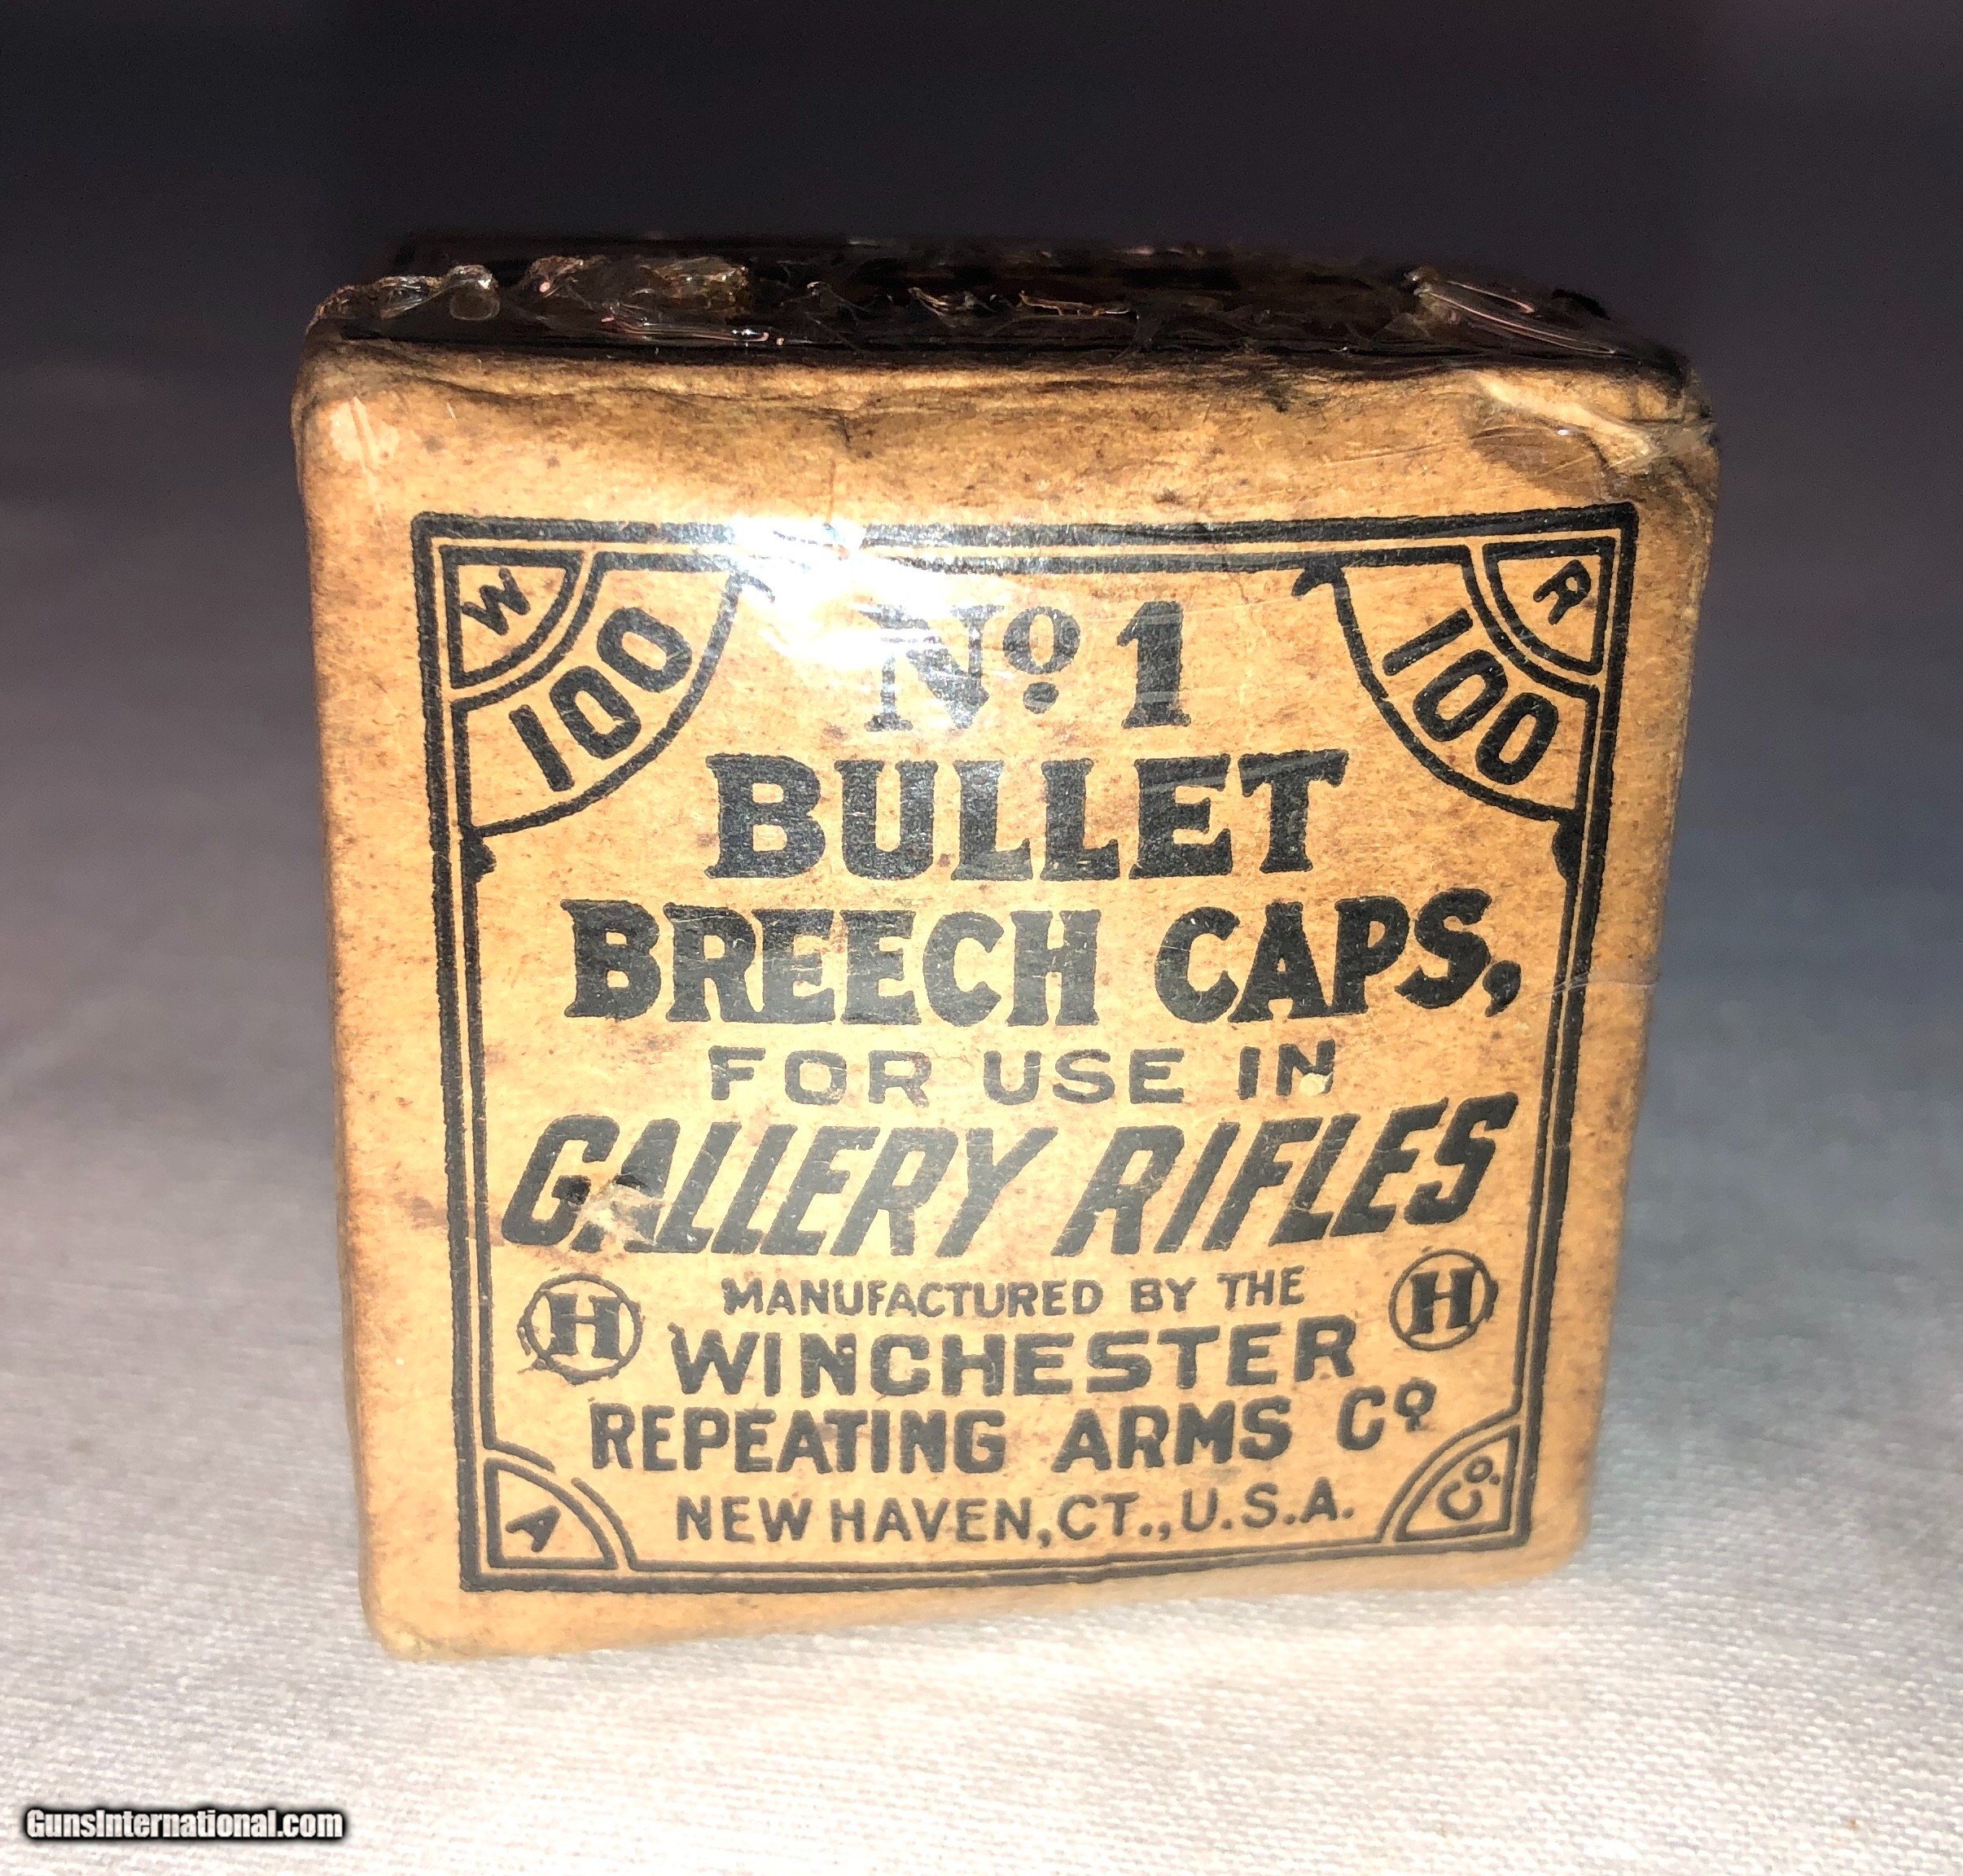 W
100
R
100
Nº 1
BULLET
BREECH CAPS,
FOR USE IN
GALLERY RIFLES
H
MANUFACTURED BY THE
H
WINCHESTER
REPEATING ARMS Cº
NEW HAVEN, CT., U.S.A.
A
Co.
GunsInternational.com